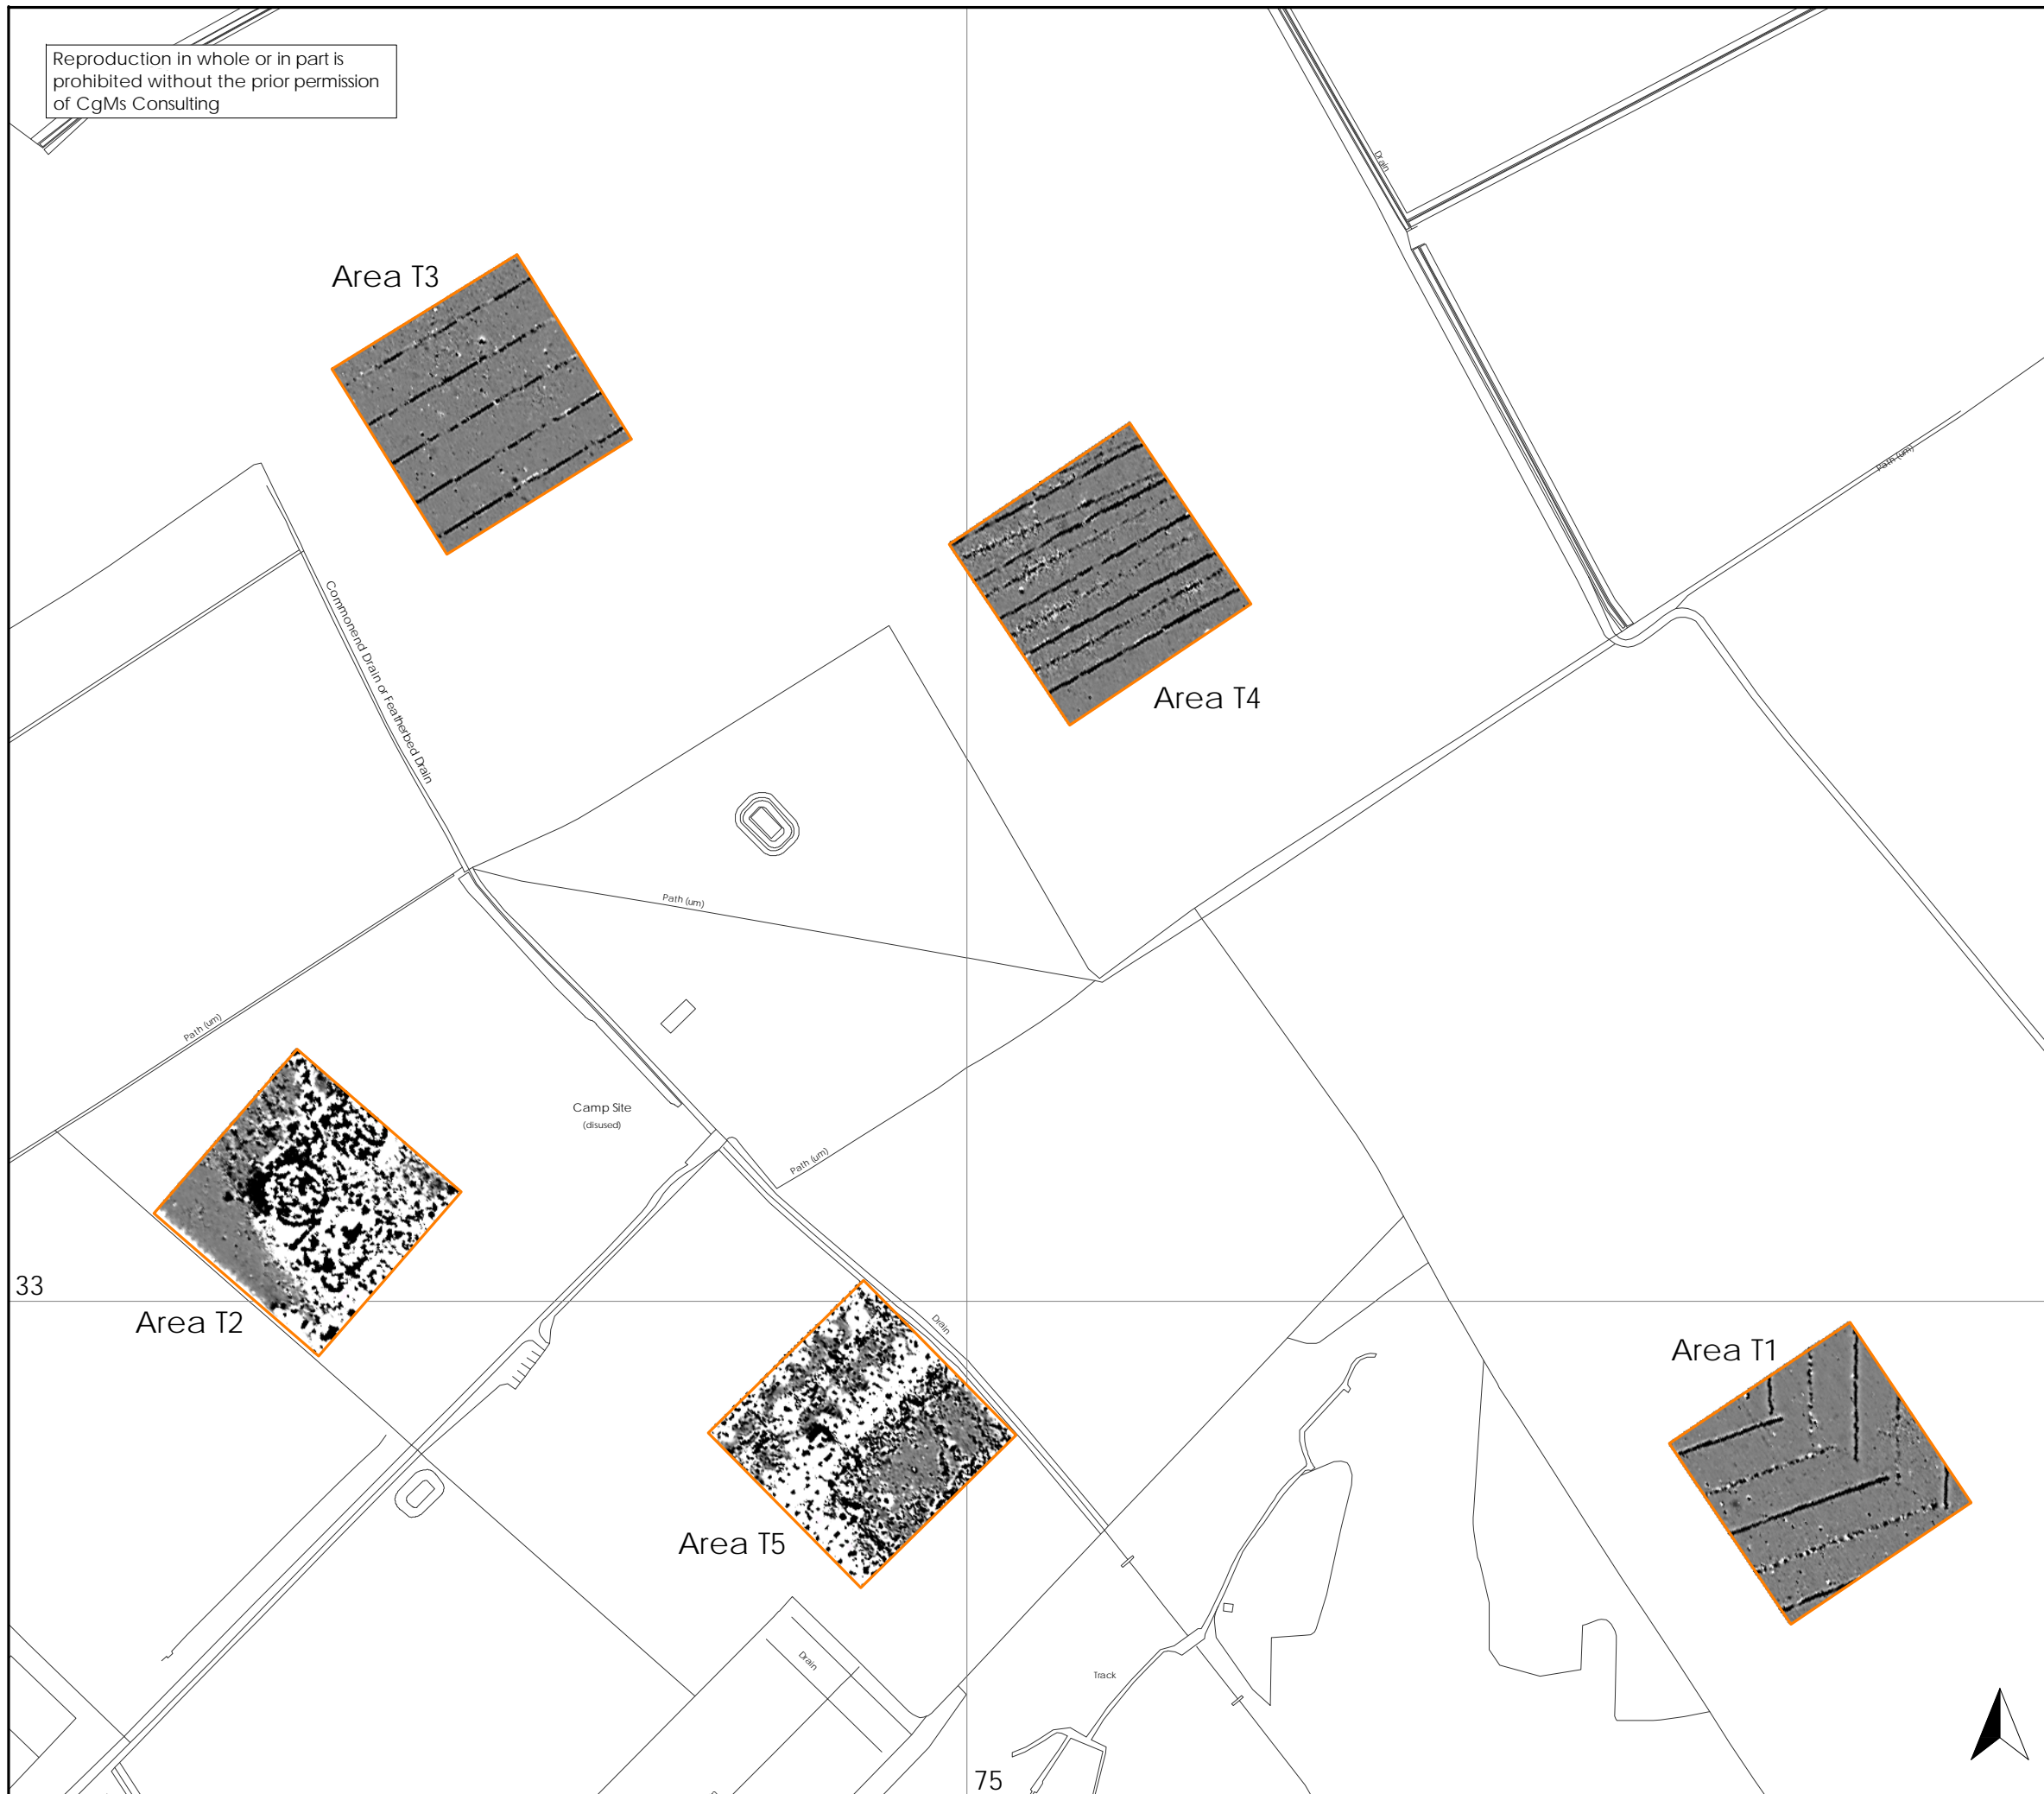 Reproduction in whole or in part is
prohibited without the prior permission
of CgMs Consulting
Drain
Area T3
Path (um)
Commonend Drain or Featherbed Drain
Area T4
Path (um)
Path (um)
Camp Site
(disused)
Path (um)
33
Area T2
Drain
Area T1
Area T5
Drain
Track
75